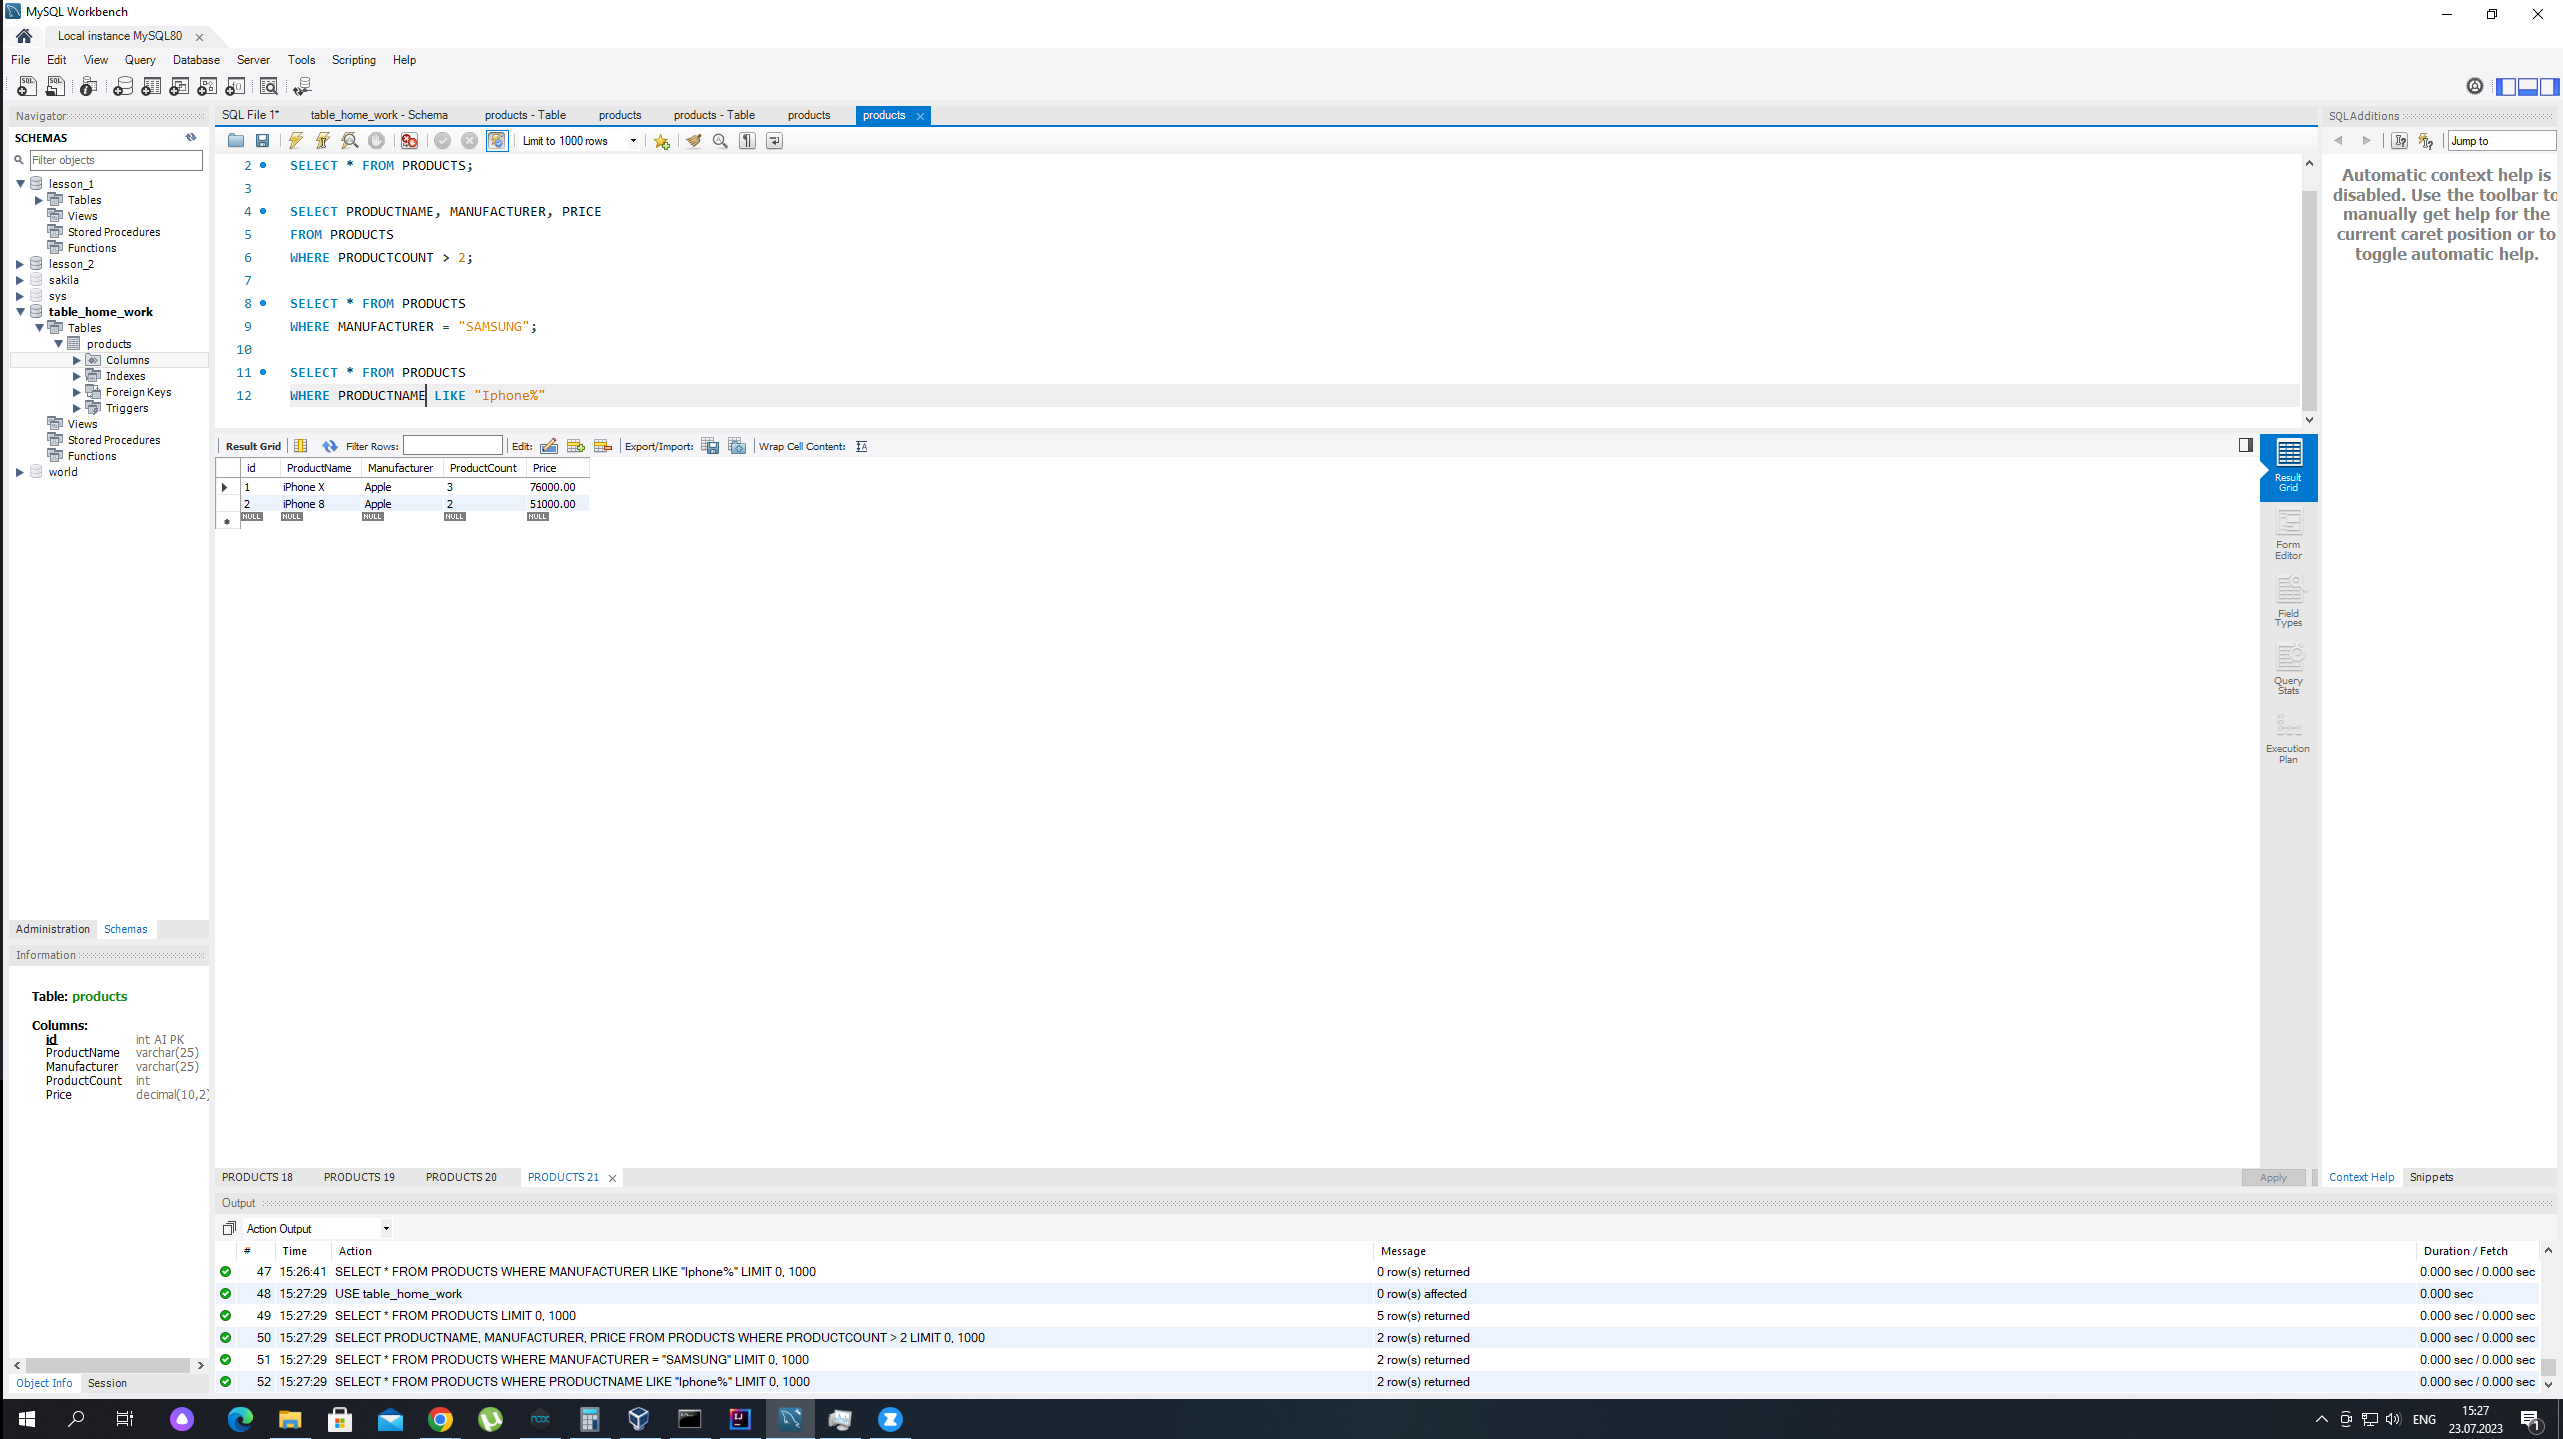 MySQL Workbench
Local instance MySQL80
File Edit View Query Database Server Tools Scripting Help
Navigator
SCHEMAS
Filter objects
lesson_1
Tables
Views
Stored Procedures
Functions
lesson_2
sakila
sys
table_home_work
Tables
products
Columns
Indexes
Foreign Keys
Triggers
Views
Stored Procedures
Functions
world
Administration Schemas
Information
Table: products
Columns:
id int AI PK
ProductName varchar(25)
Manufacturer varchar(25)
ProductCount int
Price decimal(10,2)
Object Info Session
SQL File 1* table_home_work - Schema products - Table products products - Table products products
Limit to 1000 rows
2 SELECT * FROM PRODUCTS;
3
4 SELECT PRODUCTNAME, MANUFACTURER, PRICE
5 FROM PRODUCTS
6 WHERE PRODUCTCOUNT > 2;
7
8 SELECT * FROM PRODUCTS
9 WHERE MANUFACTURER = "SAMSUNG";
10
11 SELECT * FROM PRODUCTS
12 WHERE PRODUCTNAME LIKE "Iphone%"
Result Grid Filter Rows: Edit: Export/Import: Wrap Cell Content:
id ProductName Manufacturer ProductCount Price
1 iPhone X Apple 3 76000.00
2 iPhone 8 Apple 2 51000.00
NULL NULL NULL NULL NULL
Result
Grid
Form
Editor
Field
Types
Query
Stats
Execution
Plan
PRODUCTS 18 PRODUCTS 19 PRODUCTS 20 PRODUCTS 21
Apply
Output
Action Output
# Time Action Message Duration / Fetch
47 15:26:41 SELECT * FROM PRODUCTS WHERE MANUFACTURER LIKE "Iphone%" LIMIT 0, 1000 0 row(s) returned 0.000 sec / 0.000 sec
48 15:27:29 USE table_home_work 0 row(s) affected 0.000 sec
49 15:27:29 SELECT * FROM PRODUCTS LIMIT 0, 1000 5 row(s) returned 0.000 sec / 0.000 sec
50 15:27:29 SELECT PRODUCTNAME, MANUFACTURER, PRICE FROM PRODUCTS WHERE PRODUCTCOUNT > 2 LIMIT 0, 1000 2 row(s) returned 0.000 sec / 0.000 sec
51 15:27:29 SELECT * FROM PRODUCTS WHERE MANUFACTURER = "SAMSUNG" LIMIT 0, 1000 2 row(s) returned 0.000 sec / 0.000 sec
52 15:27:29 SELECT * FROM PRODUCTS WHERE PRODUCTNAME LIKE "Iphone%" LIMIT 0, 1000 2 row(s) returned 0.000 sec / 0.000 sec
SQLAdditions
Jump to
Automatic context help is
disabled. Use the toolbar to
manually get help for the
current caret position or to
toggle automatic help.
Context Help Snippets
ENG
15:27
23.07.2023
1